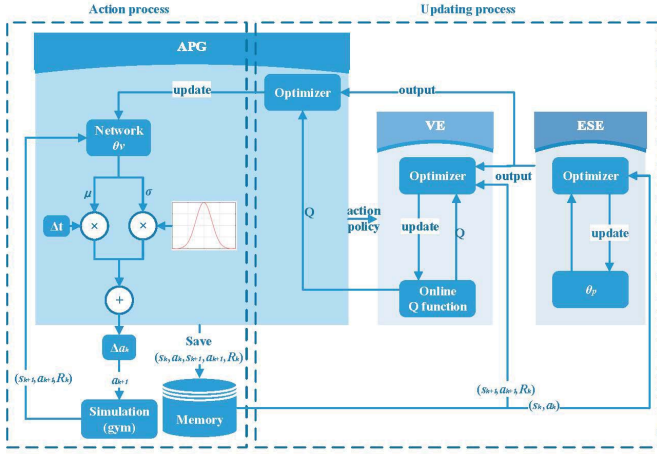 Action process
Updating process
APG
update
Optimizer
output
Network
θv
VE
ESE
Optimizer
output
Optimizer
μ
σ
Δt
×
×
Q
action
policy
update
Q
update
Online
Q function
θp
+
Δaₖ
Save
(sₖ,aₖ,sₖ₊₁,aₖ₊₁,Rₖ)
(sₖ₊₁,aₖ₊₁,Rₖ)
aₖ₊₁
(sₖ₊₁,aₖ₊₁,Rₖ)
(sₖ,aₖ)
Simulation
(gym)
Memory